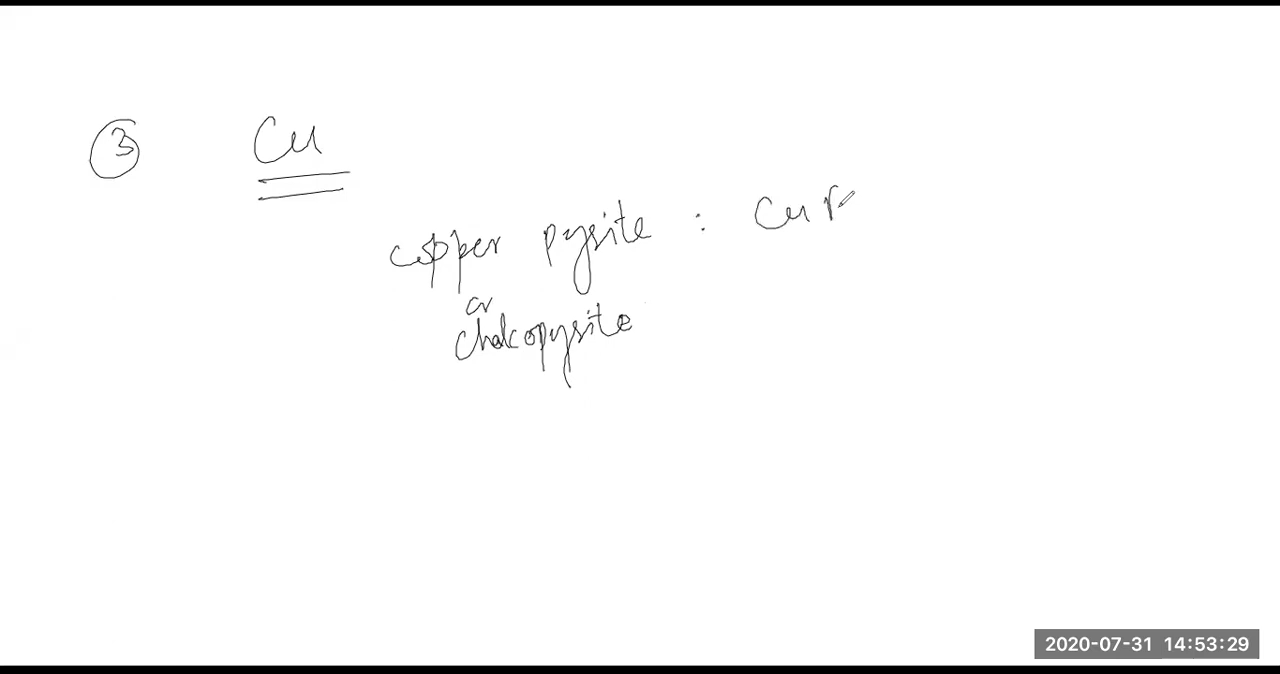 ③ Cu
copper pyrite : Cu F
or
chalcopyrite
2020-07-31 14:53:29